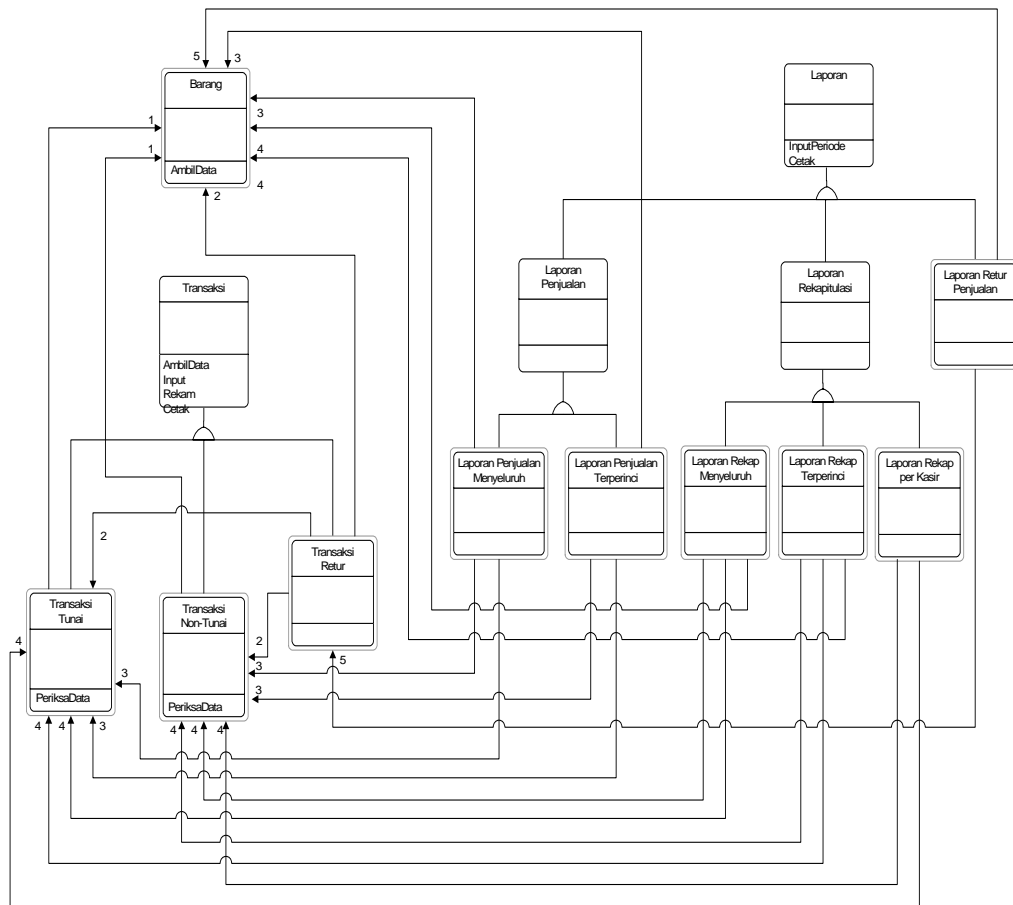 5
3
Barang
Laporan
1
3
1
4
InputPeriode
Cetak
AmbilData
4
2
Laporan
Penjualan
Laporan
Rekapitulasi
Laporan Retur
Penjualan
Transaksi
AmbilData
Input
Rekam
Cetak
Laporan Penjualan
Menyeluruh
Laporan Penjualan
Terperinci
Laporan Rekap
Menyeluruh
Laporan Rekap
Terperinci
Laporan Rekap
per Kasir
2
Transaksi
Retur
Transaksi
Tunai
Transaksi
Non-Tunai
4
2
5
3
3
3
PeriksaData
PeriksaData
4
4
3
4
4
4